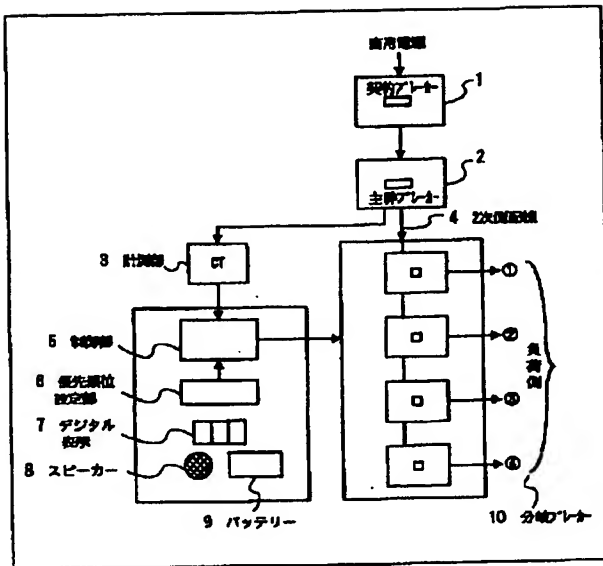 商用電源
契約ブレーカー
1
2
主幹ブレーカー
4 2次側配線
3 計測部
CT
①
5 制御部
②
6 優先順位
設定部
負荷側
7 デジタル
表示
③
8 スピーカー
④
9 バッテリー
10 分岐ブレーカー